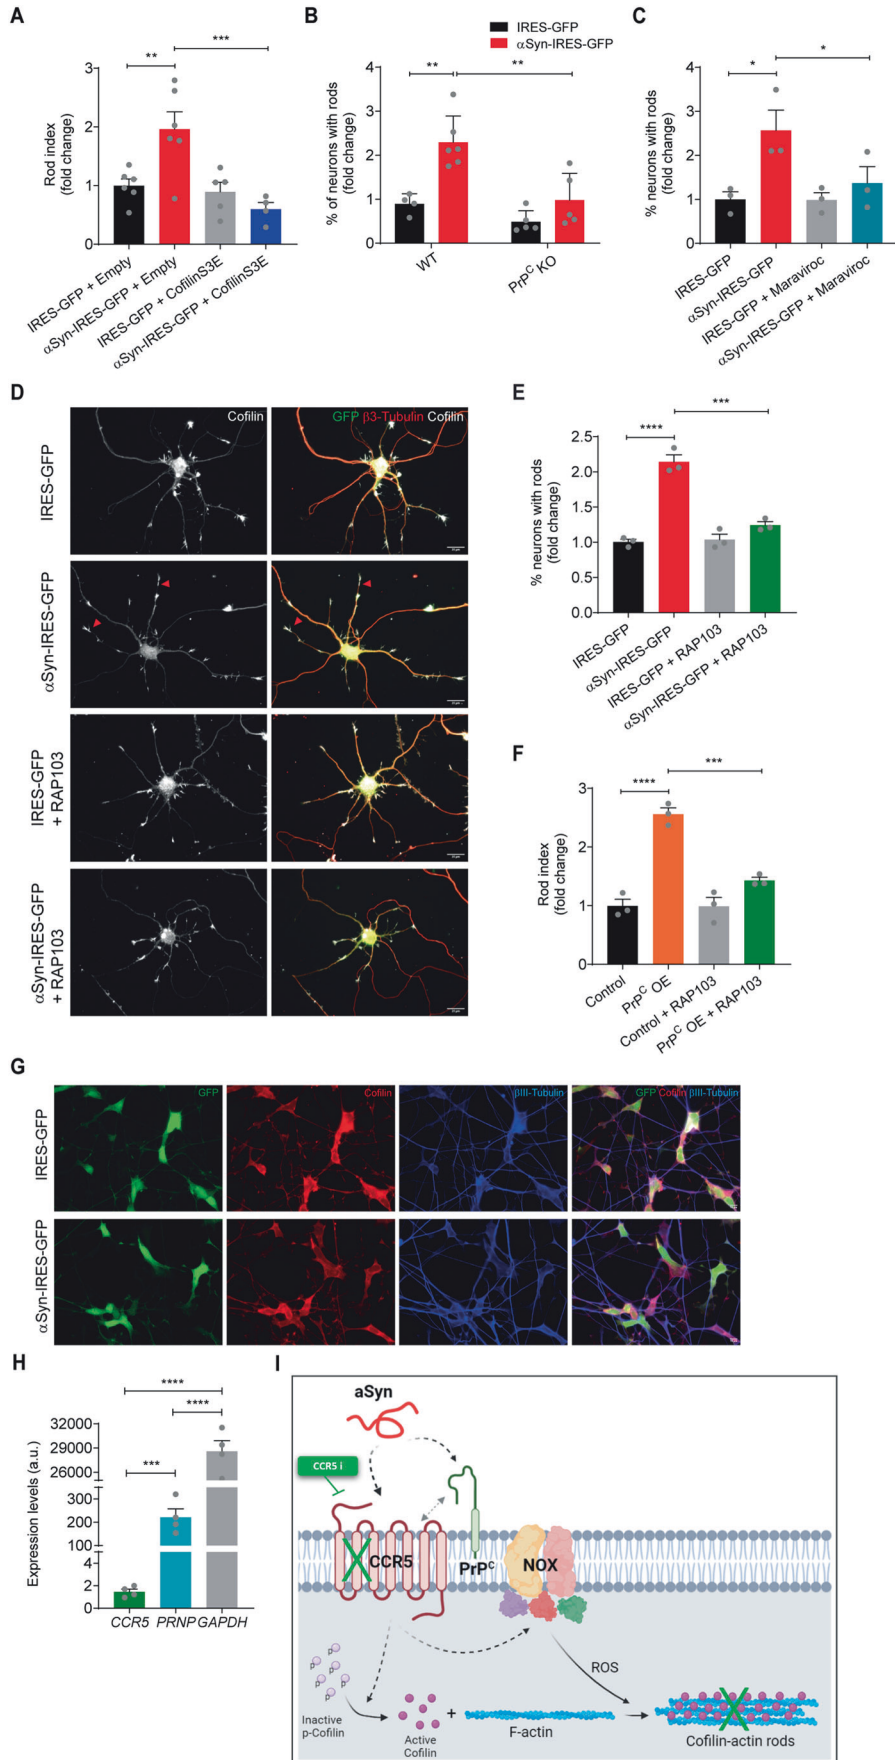 A
**
***
Rod index
(fold change)
3
2
1
0
IRES-GFP + Empty
αSyn-IRES-GFP + Empty
IRES-GFP + CofilinS3E
αSyn-IRES-GFP + CofilinS3E
B
IRES-GFP
αSyn-IRES-GFP
**
**
% of neurons with rods
(fold change)
4
3
2
1
0
WT
PrPᶜ KO
C
*
*
% neurons with rods
(fold change)
4
3
2
1
0
IRES-GFP
αSyn-IRES-GFP
IRES-GFP + Maraviroc
αSyn-IRES-GFP + Maraviroc
D
Cofilin
GFP β3-Tubulin Cofilin
IRES-GFP
αSyn-IRES-GFP
IRES-GFP
+ RAP103
αSyn-IRES-GFP
+ RAP103
E
****
***
% neurons with rods
(fold change)
2.5
2.0
1.5
1.0
0.5
0.0
IRES-GFP
αSyn-IRES-GFP
IRES-GFP + RAP103
αSyn-IRES-GFP + RAP103
F
****
***
Rod index
(fold change)
3
2
1
0
Control
PrPᶜ OE
Control + RAP103
PrPᶜ OE + RAP103
G
GFP
Cofilin
βIII-Tubulin
GFP Cofilin βIII-Tubulin
IRES-GFP
αSyn-IRES-GFP
H
****
****
***
Expression levels (a.u.)
32000
29000
26000
300
200
100
4
2
0
CCR5 PRNP GAPDH
I
aSyn
CCR5 i
CCR5
PrPᶜ
NOX
ROS
p
p
p
p
p
p
Inactive
p-Cofilin
Active
Cofilin
+
F-actin
Cofilin-actin rods